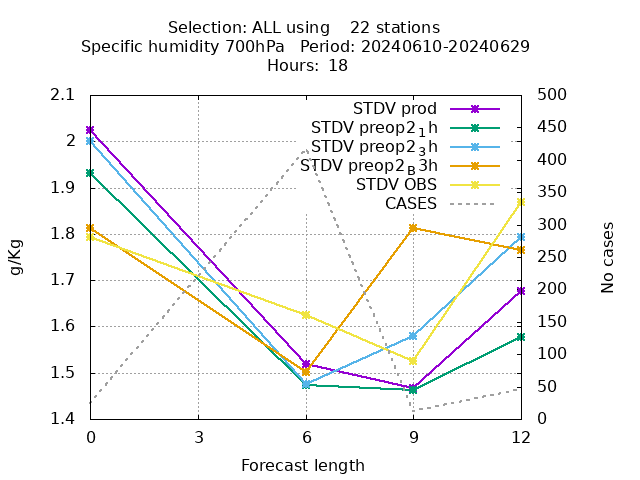 Selection: ALL using    22 stations
Specific humidity 700hPa   Period: 20240610-20240629
Hours:  18
STDV prod
STDV preop2₁h
STDV preop2₃h
STDV preop2_B3h
STDV OBS
CASES
g/Kg
2.1
2
1.9
1.8
1.7
1.6
1.5
1.4
500
450
400
350
300
250
200
150
100
50
0
No cases
0 3 6 9 12
Forecast length